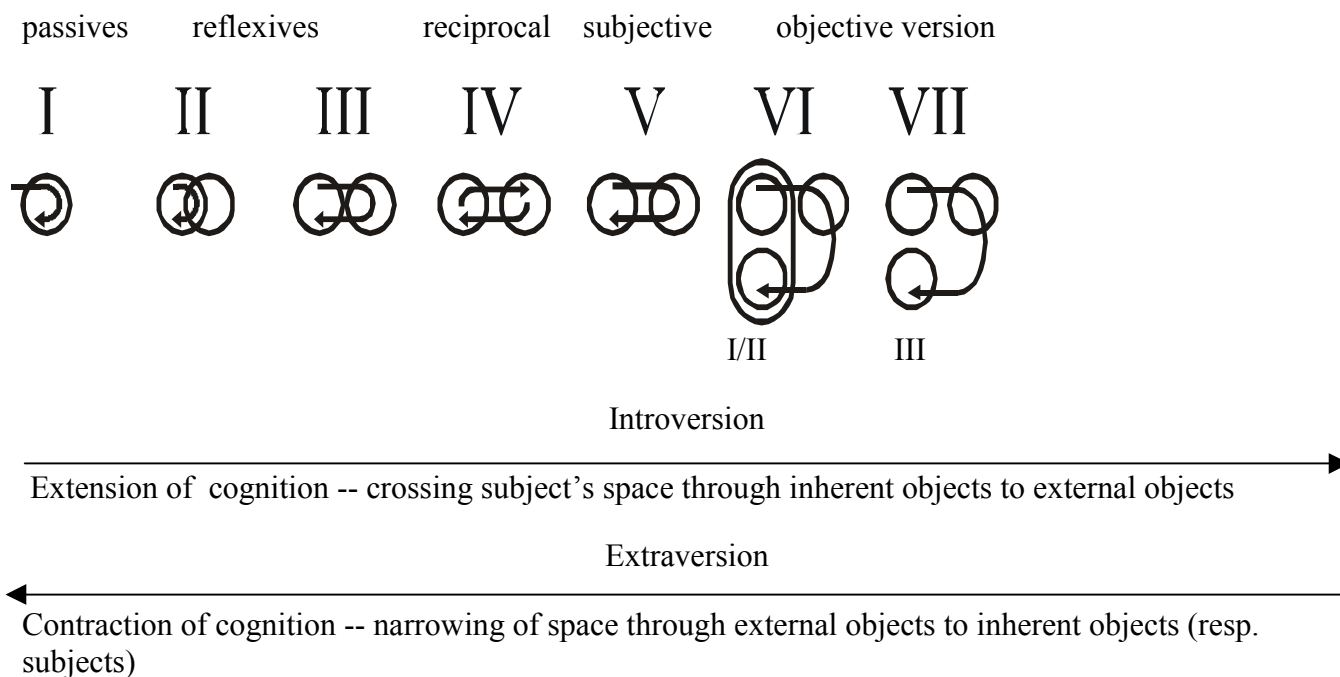 passives reflexives reciprocal subjective objective version
I II III IV V VI VII
I/II III
Introversion
Extension of cognition -- crossing subject's space through inherent objects to external objects
Extraversion
Contraction of cognition -- narrowing of space through external objects to inherent objects (resp.
subjects)